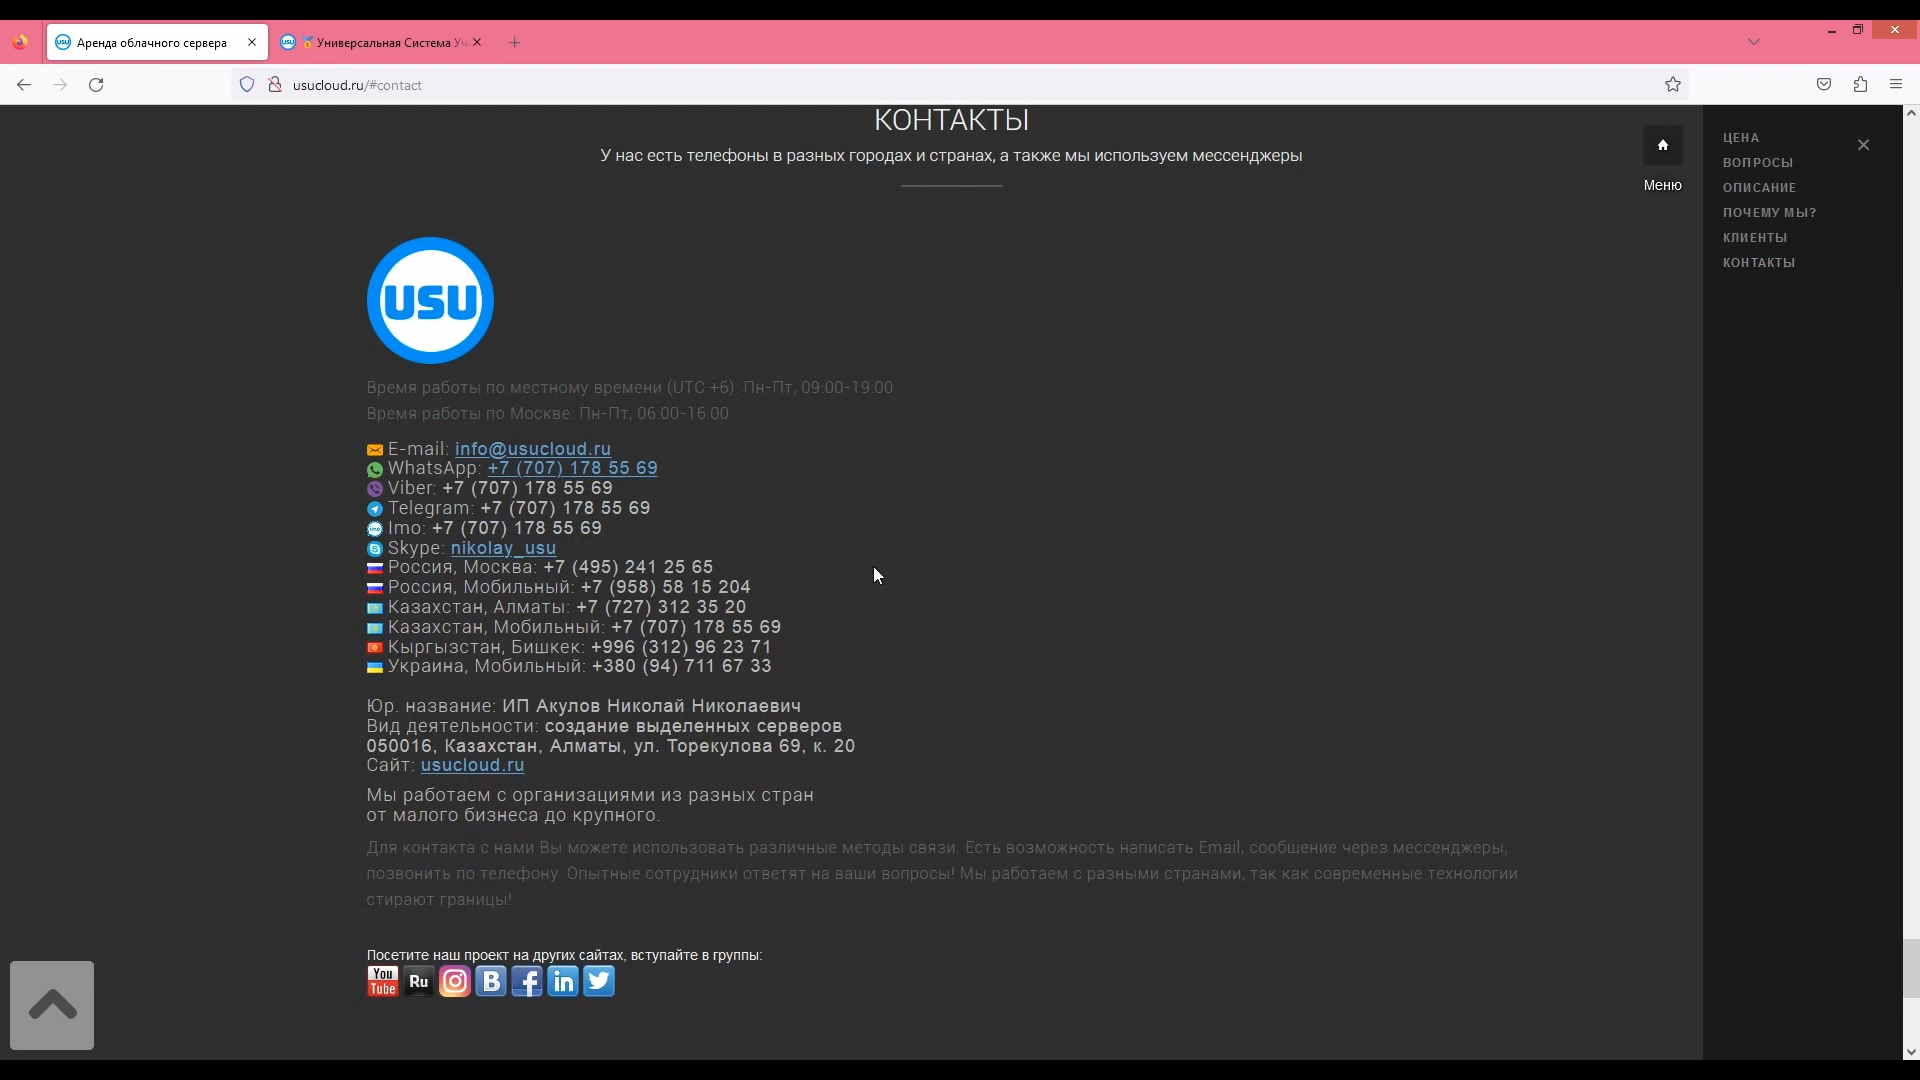 Аренда облачного сервера
Универсальная Система Уч
usucloud.ru/#contact
КОНТАКТЫ
У нас есть телефоны в разных городах и странах, а также мы используем мессенджеры
Меню
ЦЕНА
ВОПРОСЫ
ОПИСАНИЕ
ПОЧЕМУ МЫ?
КЛИЕНТЫ
КОНТАКТЫ
USU
Время работы по местному времени (UTC +6): Пн-Пт, 09:00-19:00
Время работы по Москве: Пн-Пт, 06:00-16:00
E-mail: info@usucloud.ru
WhatsApp: +7 (707) 178 55 69
Viber: +7 (707) 178 55 69
Telegram: +7 (707) 178 55 69
Imo: +7 (707) 178 55 69
Skype: nikolay_usu
Россия, Москва: +7 (495) 241 25 65
Россия, Мобильный: +7 (958) 58 15 204
Казахстан, Алматы: +7 (727) 312 35 20
Казахстан, Мобильный: +7 (707) 178 55 69
Кыргызстан, Бишкек: +996 (312) 96 23 71
Украина, Мобильный: +380 (94) 711 67 33
Юр. название: ИП Акулов Николай Николаевич
Вид деятельности: создание выделенных серверов
050016, Казахстан, Алматы, ул. Торекулова 69, к. 20
Сайт: usucloud.ru
Мы работаем с организациями из разных стран
от малого бизнеса до крупного.
Для контакта с нами Вы можете использовать различные методы связи. Есть возможность написать Email, сообщение через мессенджеры,
позвонить по телефону. Опытные сотрудники ответят на ваши вопросы! Мы работаем с разными странами, так как современные технологии
стирают границы!
Посетите наш проект на других сайтах, вступайте в группы:
You Tube Ru B f in